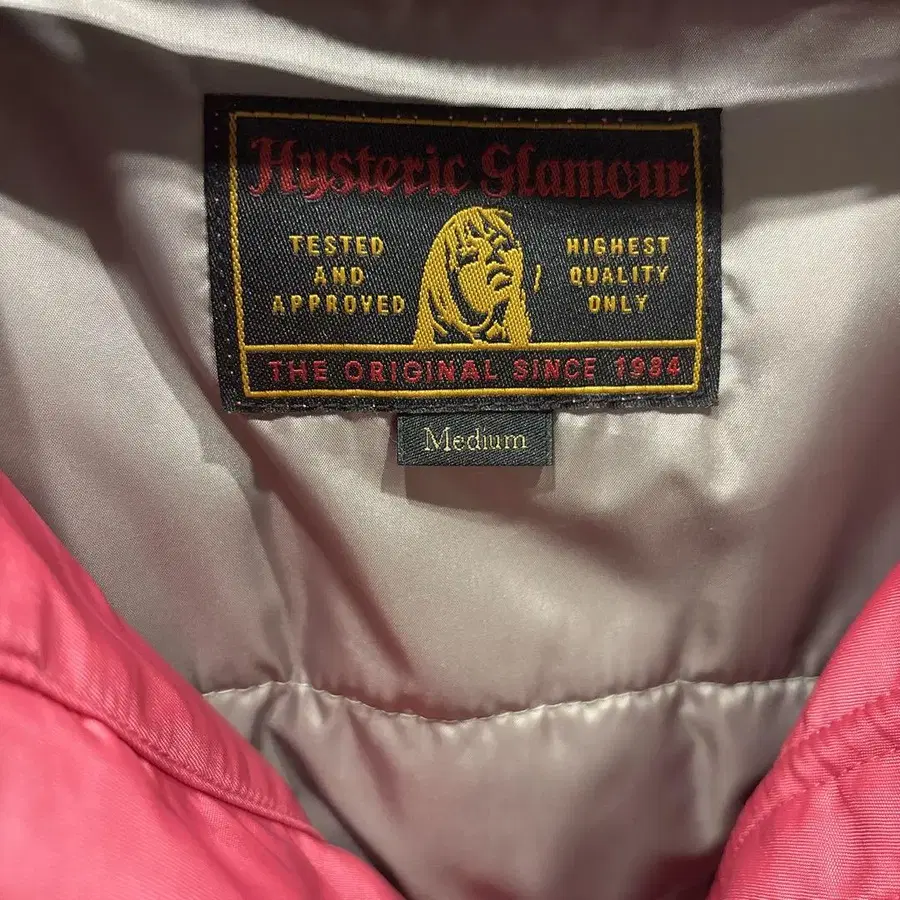 Hysteric Glamour
TESTED
AND
APPROVED
HIGHEST
QUALITY
ONLY
THE ORIGINAL SINCE 1984
Medium